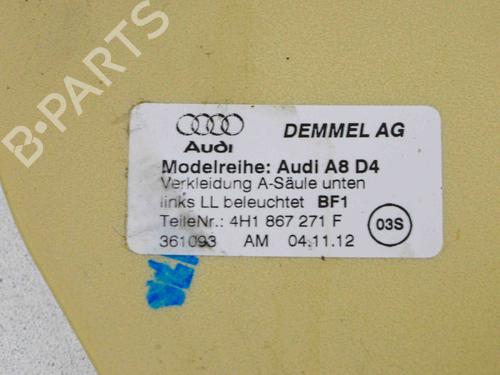 B-PARTS
Audi
DEMMEL AG
Modelreihe: Audi A8 D4
Verkleidung A-Säule unten
links LL beleuchtet BF1
TeileNr.: 4H1 867 271 F
03S
361093 AM 04.11.12